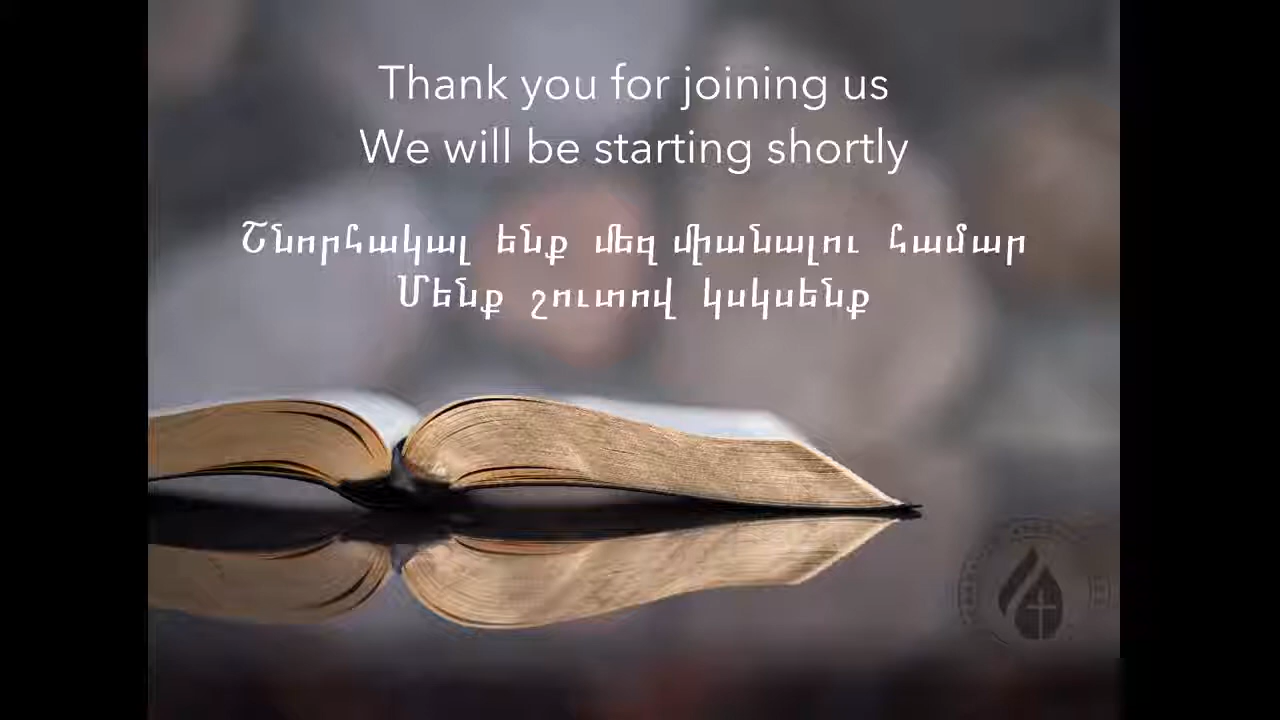 Thank you for joining us
We will be starting shortly
Շնորհակալ ենք մեզ միանալու համար
Մենք շուտով կսկսենք